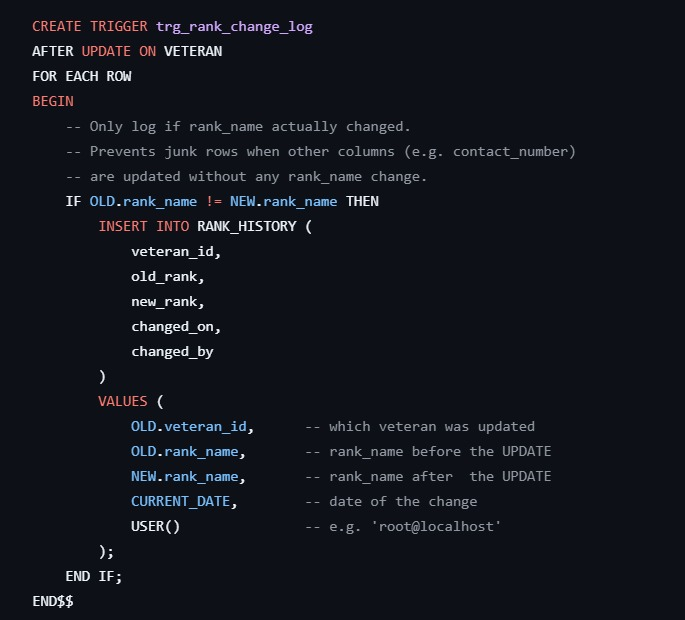 CREATE TRIGGER trg_rank_change_log
AFTER UPDATE ON VETERAN
FOR EACH ROW
BEGIN
    -- Only log if rank_name actually changed.
    -- Prevents junk rows when other columns (e.g. contact_number)
    -- are updated without any rank_name change.
    IF OLD.rank_name != NEW.rank_name THEN
        INSERT INTO RANK_HISTORY (
            veteran_id,
            old_rank,
            new_rank,
            changed_on,
            changed_by
        )
        VALUES (
            OLD.veteran_id,      -- which veteran was updated
            OLD.rank_name,       -- rank_name before the UPDATE
            NEW.rank_name,       -- rank_name after  the UPDATE
            CURRENT_DATE,        -- date of the change
            USER()               -- e.g. 'root@localhost'
        );
    END IF;
END$$